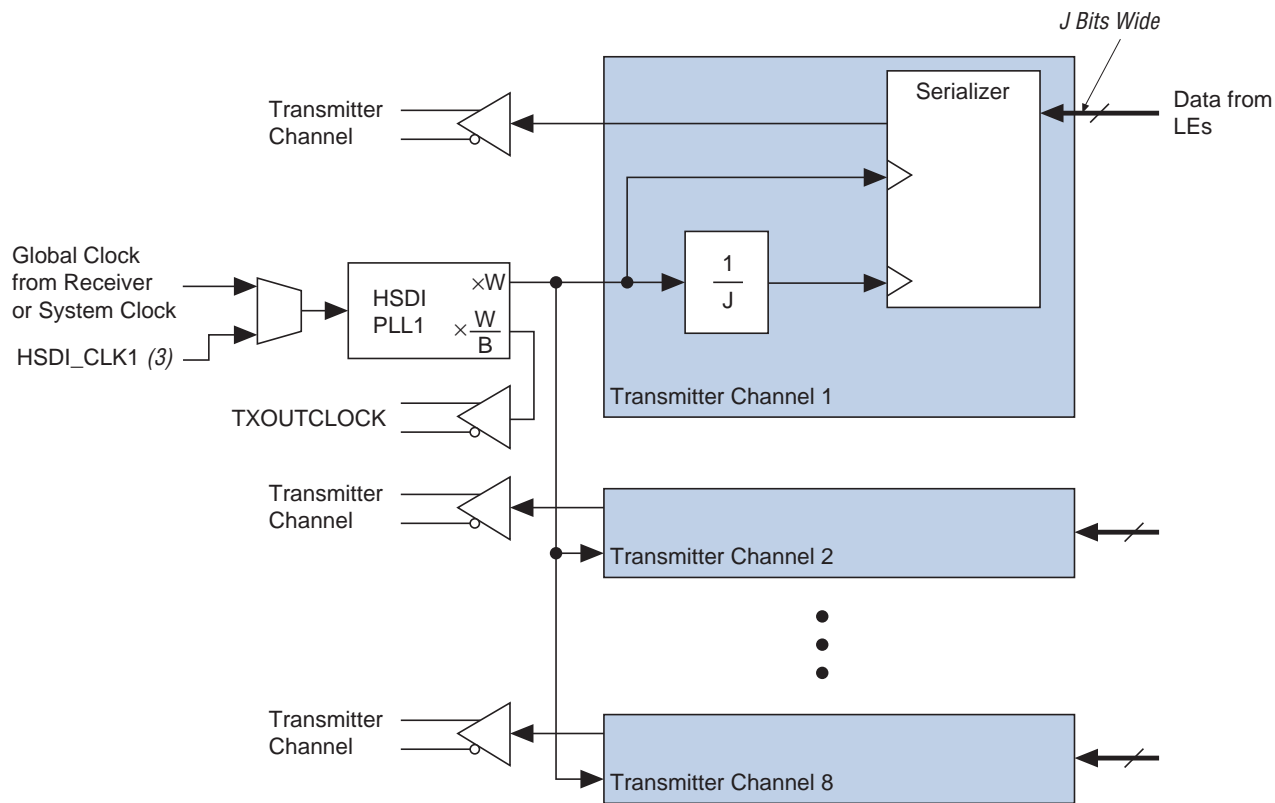 J Bits Wide
Serializer
Data from
LEs
Transmitter
Channel
Global Clock
from Receiver
or System Clock
HSDI_CLK1 (3)
HSDI
PLL1
×W
×W
B
1
J
Transmitter Channel 1
TXOUTCLOCK
Transmitter
Channel
Transmitter Channel 2
Transmitter
Channel
Transmitter Channel 8